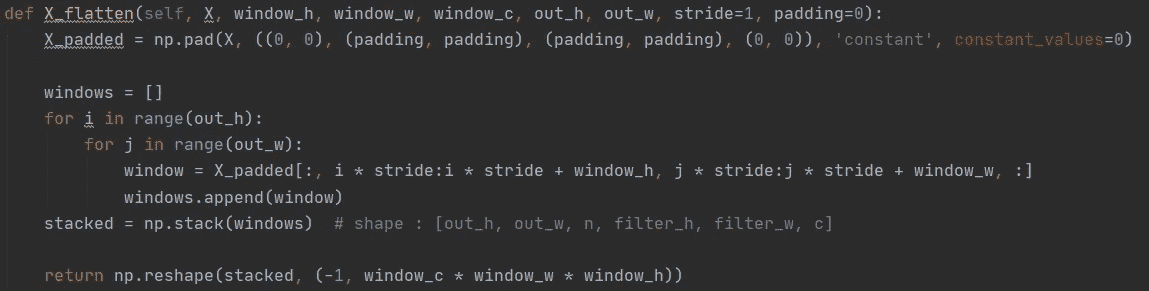 def X_flatten(self, X, window_h, window_w, window_c, out_h, out_w, stride=1, padding=0):
    X_padded = np.pad(X, ((0, 0), (padding, padding), (padding, padding), (0, 0)), 'constant', constant_values=0)
    windows = []
    for i in range(out_h):
        for j in range(out_w):
            window = X_padded[:, i * stride:i * stride + window_h, j * stride:j * stride + window_w, :]
            windows.append(window)
    stacked = np.stack(windows)  # shape : [out_h, out_w, n, filter_h, filter_w, c]
    return np.reshape(stacked, (-1, window_c * window_w * window_h))